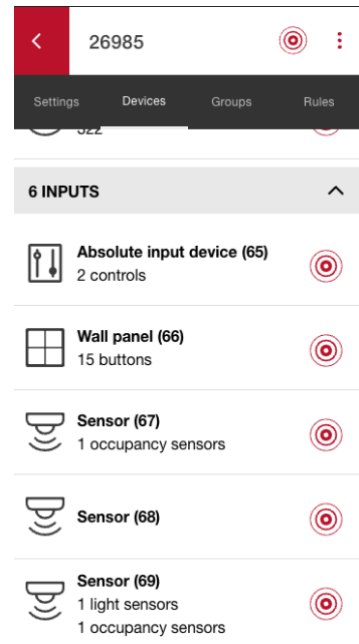 26985
Settings Devices Groups Rules
6 INPUTS
Absolute input device (65)
2 controls
Wall panel (66)
15 buttons
Sensor (67)
1 occupancy sensors
Sensor (68)
Sensor (69)
1 light sensors
1 occupancy sensors